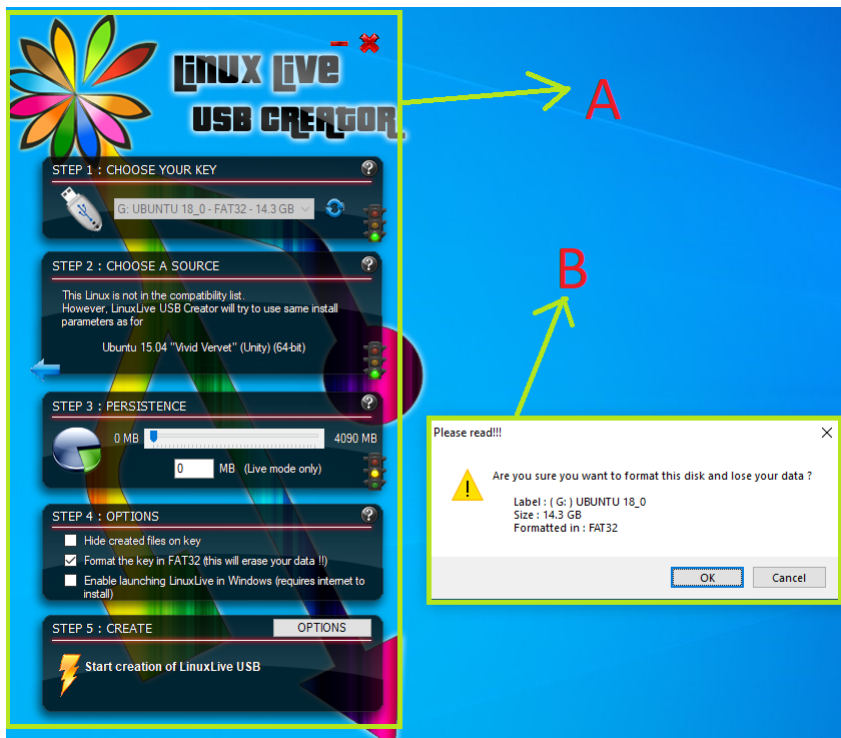 LINUX LIVE
USB CREATOR
A
STEP 1 : CHOOSE YOUR KEY
?
G: UBUNTU 18_0 - FAT32 - 14.3 GB
STEP 2 : CHOOSE A SOURCE
?
This Linux is not in the compatibility list.
However, LinuxLive USB Creator will try to use same install
parameters as for
Ubuntu 15.04 "Vivid Vervet" (Unity) (64-bit)
B
STEP 3 : PERSISTENCE
?
0 MB
4090 MB
0 MB (Live mode only)
STEP 4 : OPTIONS
?
Hide created files on key
Format the key in FAT32 (this will erase your data !!)
Enable launching LinuxLive in Windows (requires internet to
install)
STEP 5 : CREATE
OPTIONS
Start creation of LinuxLive USB
Please read!!!
Are you sure you want to format this disk and lose your data ?
Label : ( G: ) UBUNTU 18_0
Size : 14.3 GB
Formatted in : FAT32
OK
Cancel